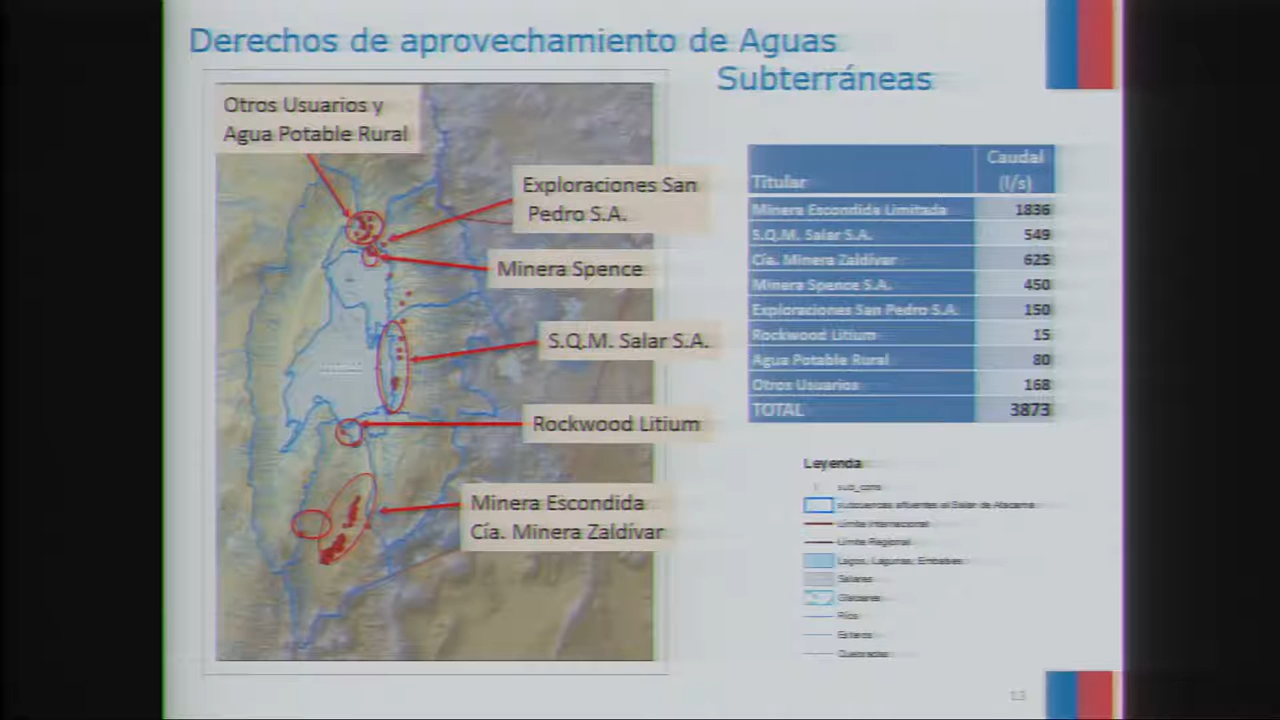 Derechos de aprovechamiento de Aguas
Subterráneas
Otros Usuarios y
Agua Potable Rural
Exploraciones San
Pedro S.A.
Minera Spence
S.Q.M. Salar S.A.
Rockwood Litium
Minera Escondida
Cía. Minera Zaldívar
Titular Caudal (l/s)
Minera Escondida Limitada 1836
S.Q.M. Salar S.A. 549
Cía. Minera Zaldívar 625
Minera Spence S.A. 450
Exploraciones San Pedro S.A. 150
Rockwood Litium 15
Agua Potable Rural 80
Otros Usuarios 168
TOTAL 3873
Leyenda
Subcuencas afluentes al Salar de Atacama
Límite Internacional
Límite Regional
Lagos, Lagunas, Embalses
Salares
Glaciares
Ríos
Esteros
Quebradas
13